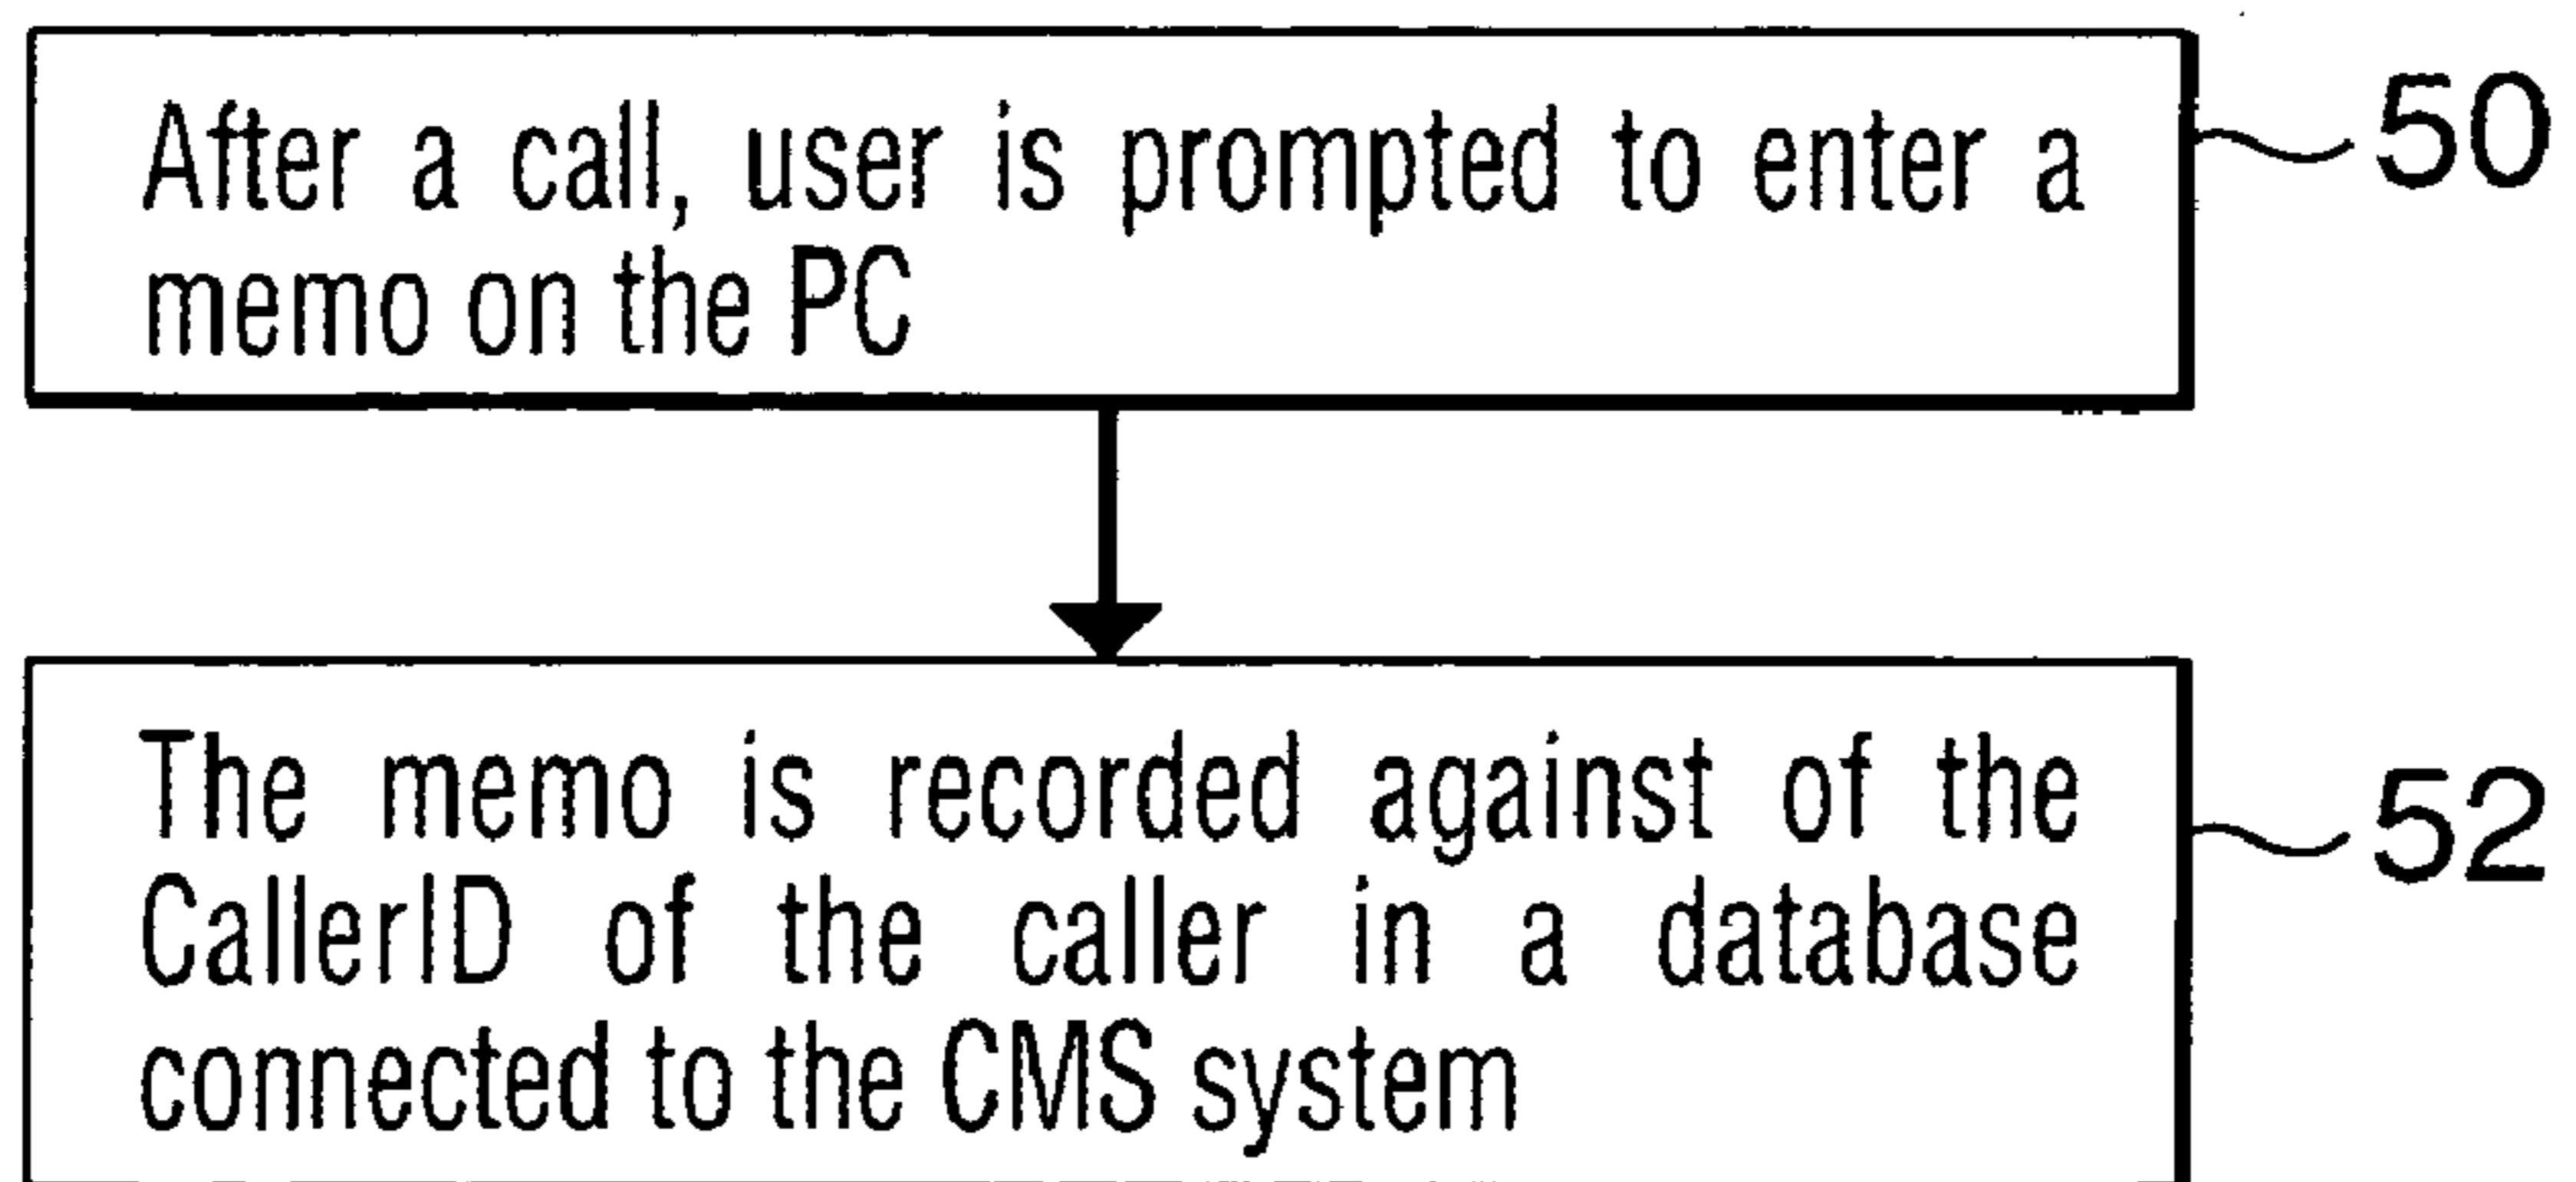 After a call, user is prompted to enter a
memo on the PC
50
The memo is recorded against of the
CallerID of the caller in a database
connected to the CMS system
52